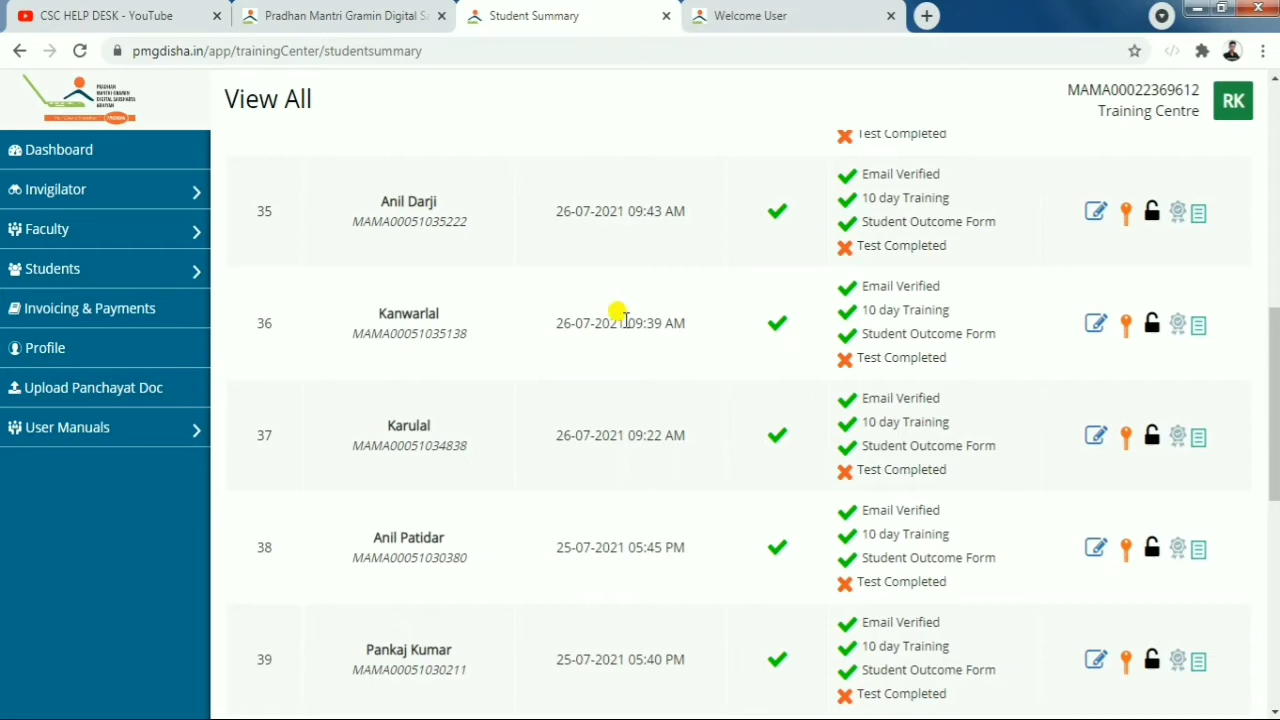 CSC HELP DESK - YouTube
Pradhan Mantri Gramin Digital Sa
Student Summary
Welcome User
pmgdisha.in/app/trainingCenter/studentsummary
PRADHAN
MANTRI GRAMIN
DIGITAL SAKSHARTA
ABHIYAN
View All
MAMA00022369612
Training Centre
RK
Dashboard
Invigilator
Faculty
Students
Invoicing & Payments
Profile
Upload Panchayat Doc
User Manuals
Test Completed
35
Anil Darji
MAMA00051035222
26-07-2021 09:43 AM
Email Verified
10 day Training
Student Outcome Form
Test Completed
36
Kanwarlal
MAMA00051035138
26-07-2021 09:39 AM
Email Verified
10 day Training
Student Outcome Form
Test Completed
37
Karulal
MAMA00051034838
26-07-2021 09:22 AM
Email Verified
10 day Training
Student Outcome Form
Test Completed
38
Anil Patidar
MAMA00051030380
25-07-2021 05:45 PM
Email Verified
10 day Training
Student Outcome Form
Test Completed
39
Pankaj Kumar
MAMA00051030211
25-07-2021 05:40 PM
Email Verified
10 day Training
Student Outcome Form
Test Completed